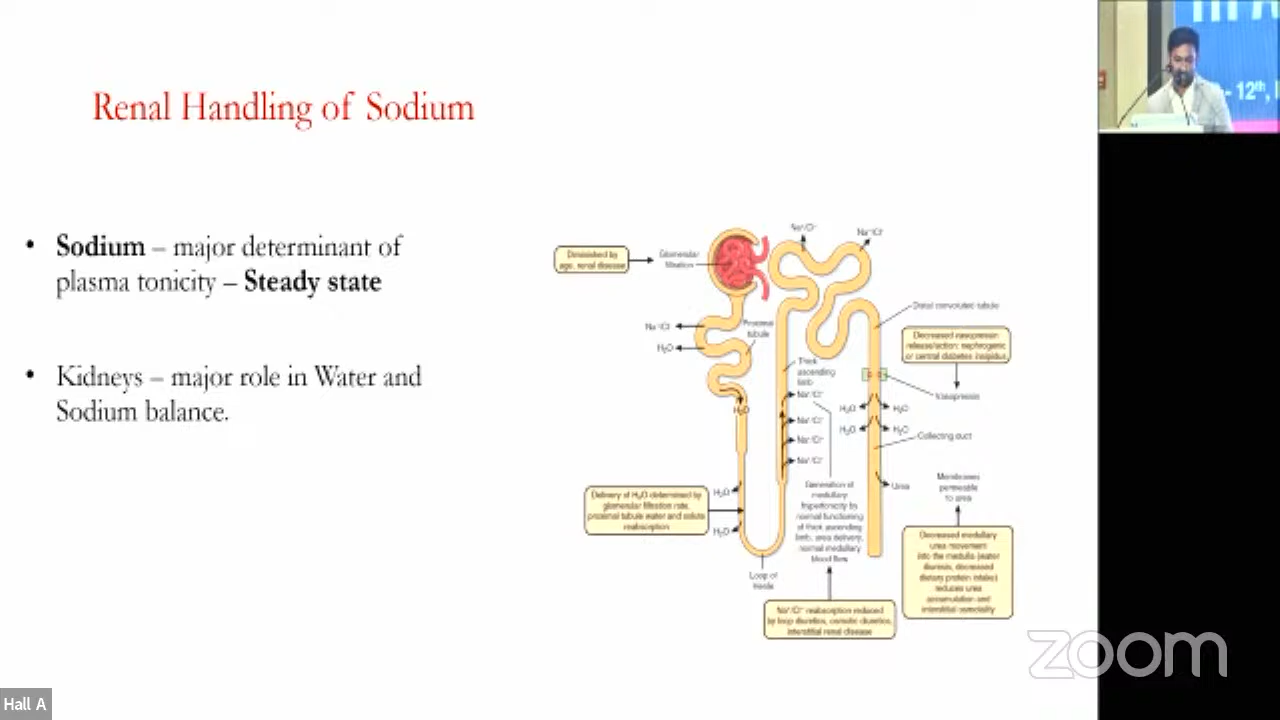 Renal Handling of Sodium
• Sodium – major determinant of
plasma tonicity – Steady state
• Kidneys – major role in Water and
Sodium balance.
Diminished by
age, renal disease
Glomerular
filtration
Na⁺/Cl⁻
Na⁺/Cl⁻
Na⁺/Cl⁻
H₂O
Proximal
tubule
Distal convoluted tubule
Decreased vasopressin
release/action: nephrogenic
or central diabetes insipidus
Thick
ascending
limb
Vasopressin
H₂O
Na⁺/Cl⁻
Na⁺/Cl⁻
Na⁺/Cl⁻
Na⁺/Cl⁻
H₂O
H₂O
H₂O
H₂O
Collecting duct
Delivery of H₂O determined by
glomerular filtration rate,
proximal tubule water and solute
reabsorption
H₂O
H₂O
Generation of
medullary
hypertonicity by
normal functioning
of thick ascending
limb, urea delivery,
normal medullary
blood flow
Urea
Membranes
permeable
to urea
Loop of
Henle
Decreased medullary
urea movement
into the medulla (water
diuresis, decreased
dietary protein intake)
reduces urea
accumulation and
interstitial osmolality
Na⁺/Cl⁻ reabsorption reduced
by loop diuretics, osmotic diuretics,
interstitial renal disease
- 12th,
zoom
Hall A